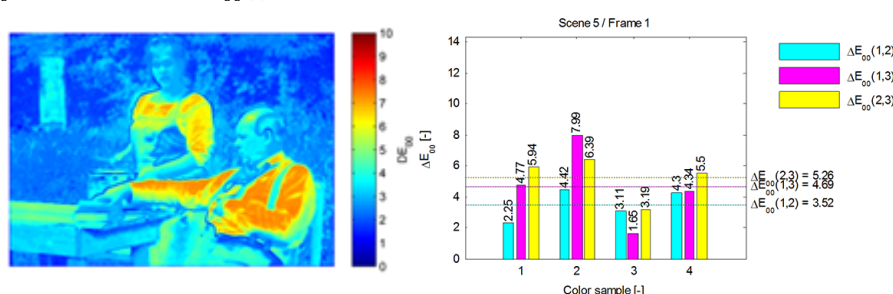 Scene 5 / Frame 1
10
9
8
7
6
5
4
3
2
1
0
DE00
14
12
10
8
6
4
2
0
ΔE00 [-]
2.25
4.77
5.94
4.42
7.99
6.39
3.11
1.65
3.19
4.3
4.34
5.5
1 2 3 4
Color sample [-]
ΔE00(1,2)
ΔE00(1,3)
ΔE00(2,3)
ΔE00(2,3) = 5.26
ΔE00(1,3) = 4.69
ΔE00(1,2) = 3.52